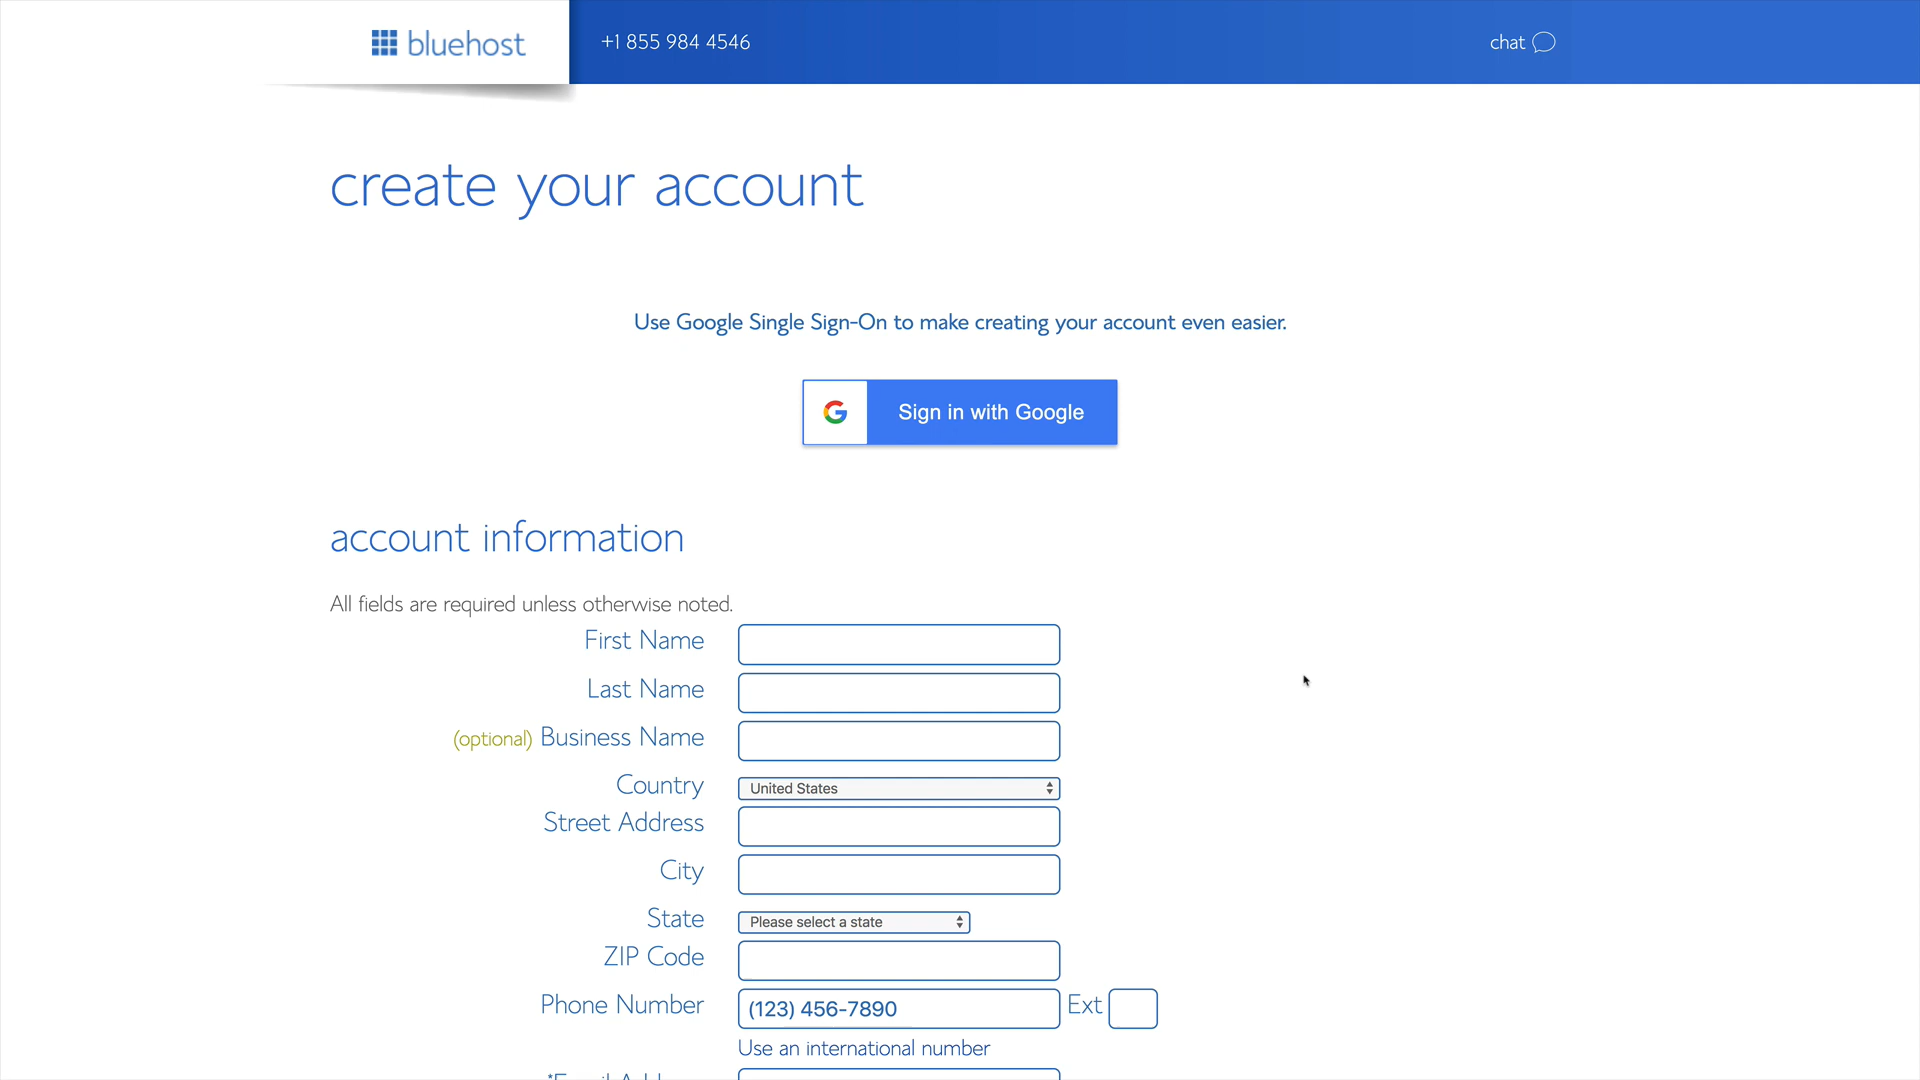 bluehost
+1 855 984 4546
chat
create your account
Use Google Single Sign-On to make creating your account even easier.
Sign in with Google
account information
All fields are required unless otherwise noted.
First Name
Last Name
(optional) Business Name
Country United States
Street Address
City
State Please select a state
ZIP Code
Phone Number (123) 456-7890 Ext
Use an international number